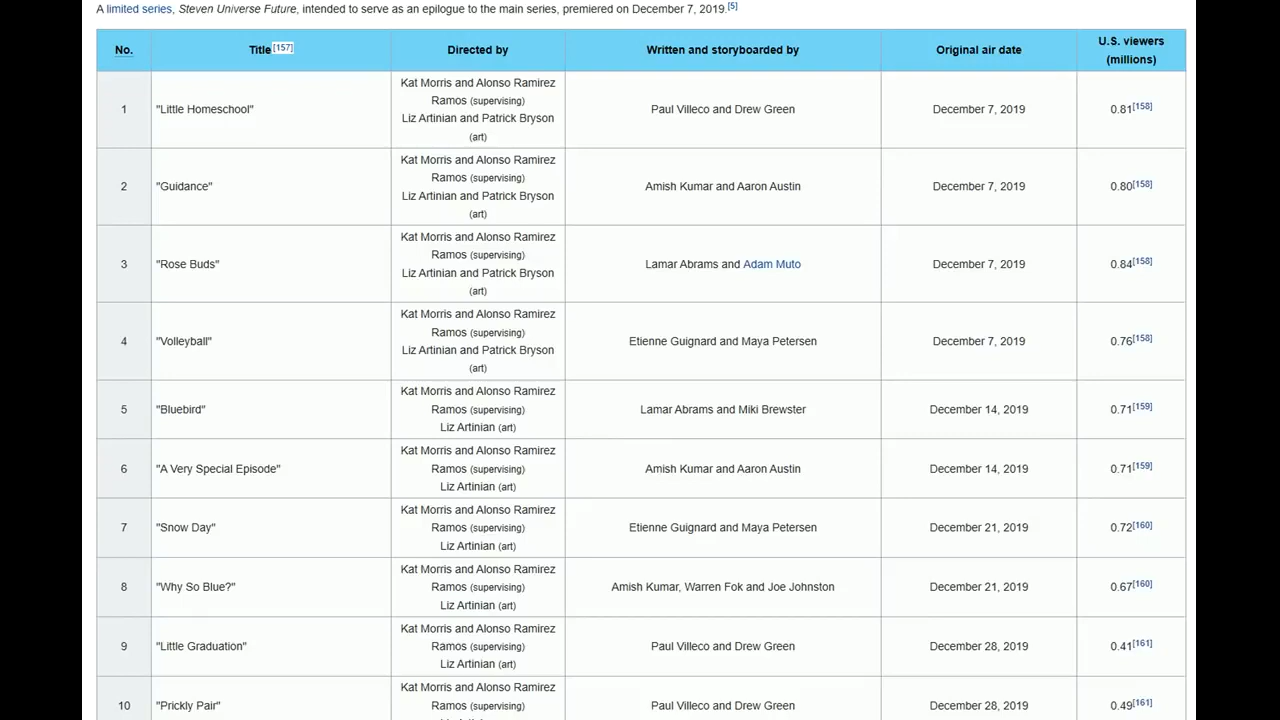 A limited series, Steven Universe Future, intended to serve as an epilogue to the main series, premiered on December 7, 2019.[5]
No. Title[157] Directed by Written and storyboarded by Original air date U.S. viewers
(millions)
Kat Morris and Alonso Ramirez
Ramos (supervising)
1 "Little Homeschool" Paul Villeco and Drew Green December 7, 2019 0.81[158]
Liz Artinian and Patrick Bryson
(art)
Kat Morris and Alonso Ramirez
Ramos (supervising)
2 "Guidance" Amish Kumar and Aaron Austin December 7, 2019 0.80[158]
Liz Artinian and Patrick Bryson
(art)
Kat Morris and Alonso Ramirez
Ramos (supervising)
3 "Rose Buds" Lamar Abrams and Adam Muto December 7, 2019 0.84[158]
Liz Artinian and Patrick Bryson
(art)
Kat Morris and Alonso Ramirez
Ramos (supervising)
4 "Volleyball" Etienne Guignard and Maya Petersen December 7, 2019 0.76[158]
Liz Artinian and Patrick Bryson
(art)
Kat Morris and Alonso Ramirez
5 "Bluebird" Ramos (supervising) Lamar Abrams and Miki Brewster December 14, 2019 0.71[159]
Liz Artinian (art)
Kat Morris and Alonso Ramirez
6 "A Very Special Episode" Ramos (supervising) Amish Kumar and Aaron Austin December 14, 2019 0.71[159]
Liz Artinian (art)
Kat Morris and Alonso Ramirez
7 "Snow Day" Ramos (supervising) Etienne Guignard and Maya Petersen December 21, 2019 0.72[160]
Liz Artinian (art)
Kat Morris and Alonso Ramirez
8 "Why So Blue?" Ramos (supervising) Amish Kumar, Warren Fok and Joe Johnston December 21, 2019 0.67[160]
Liz Artinian (art)
Kat Morris and Alonso Ramirez
9 "Little Graduation" Ramos (supervising) Paul Villeco and Drew Green December 28, 2019 0.41[161]
Liz Artinian (art)
Kat Morris and Alonso Ramirez
10 "Prickly Pair" Ramos (supervising) Paul Villeco and Drew Green December 28, 2019 0.49[161]